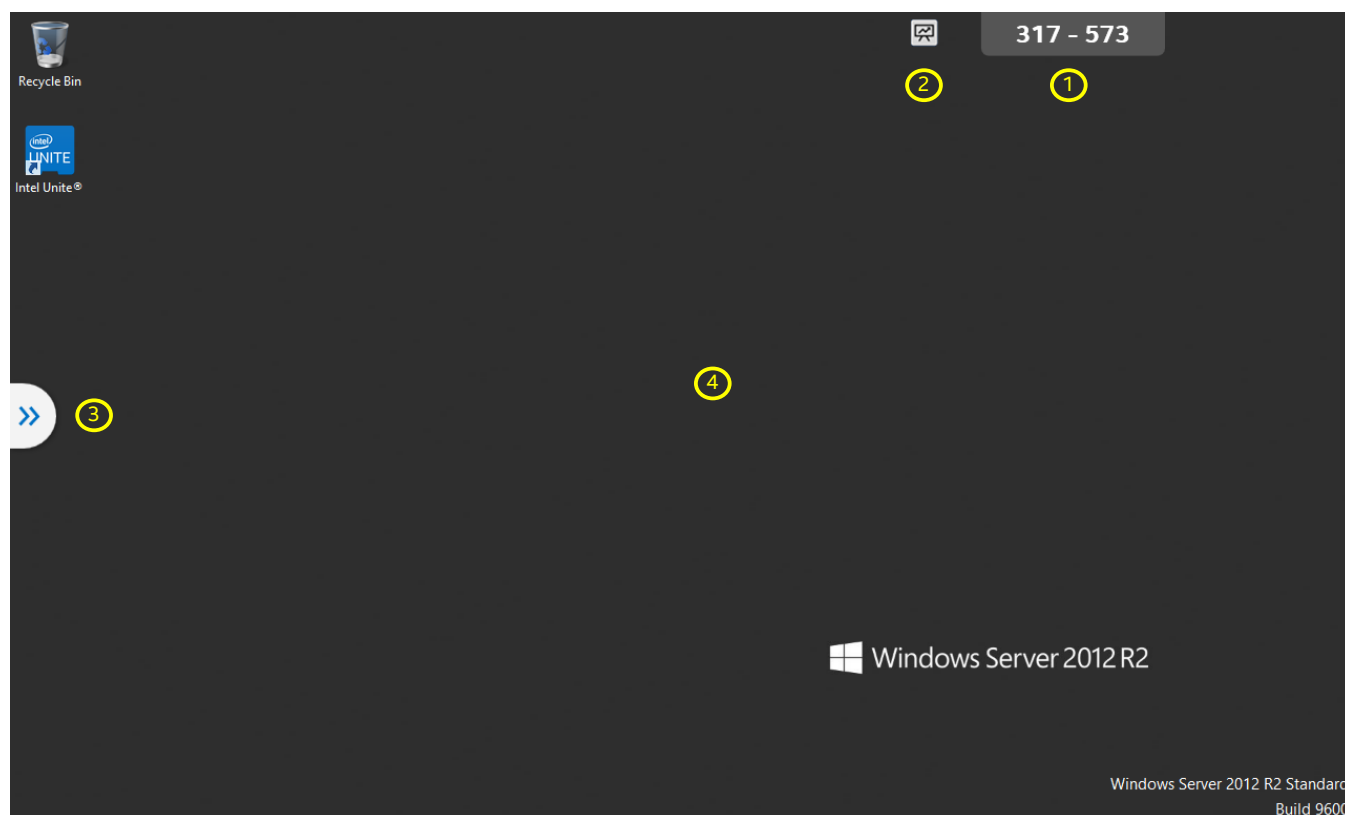 317 – 573
Recycle Bin
2
1
intel
UNITE
Intel Unite®
4
3
Windows Server 2012 R2
Windows Server 2012 R2 Standard
Build 9600